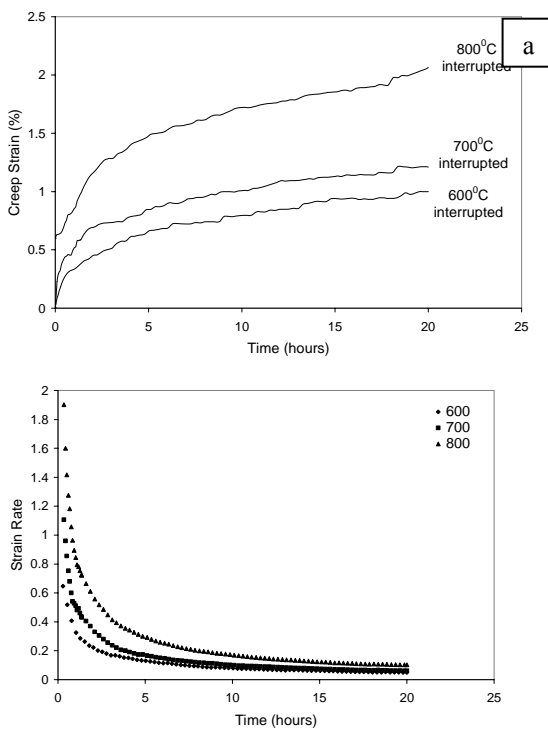 2.5
2
1.5
1
0.5
0
Creep Strain (%)
0 5 10 15 20 25
Time (hours)
800⁰C
interrupted
a
700⁰C
interrupted
600⁰C
interrupted
2
1.8
1.6
1.4
1.2
1
0.8
0.6
0.4
0.2
0
Strain Rate
0 5 10 15 20 25
Time (hours)
600
700
800